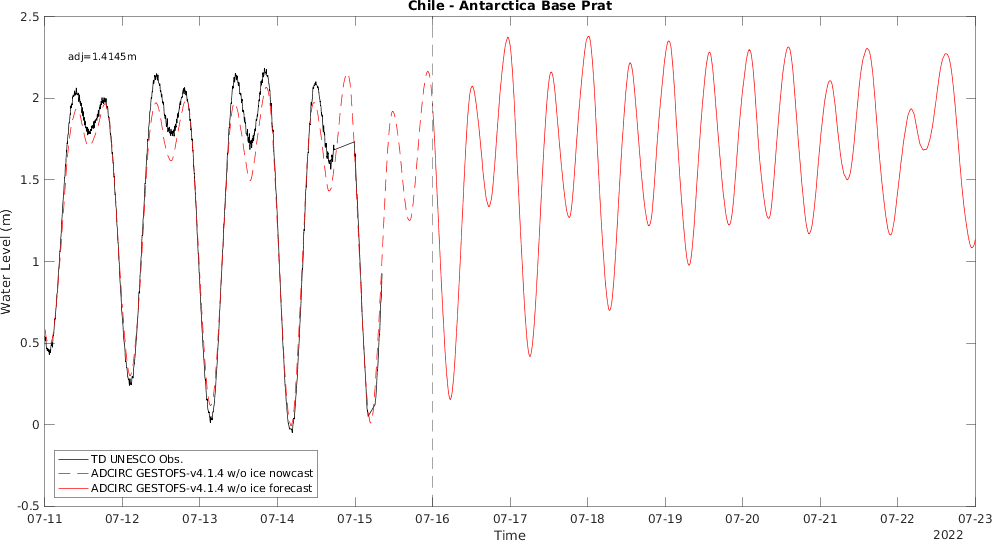 Chile - Antarctica Base Prat
adj=1.4145m
Water Level (m)
2.5
2
1.5
1
0.5
0
-0.5
TD UNESCO Obs.
ADCIRC GESTOFS-v4.1.4 w/o ice nowcast
ADCIRC GESTOFS-v4.1.4 w/o ice forecast
07-11 07-12 07-13 07-14 07-15 07-16 07-17 07-18 07-19 07-20 07-21 07-22 07-23
Time
2022